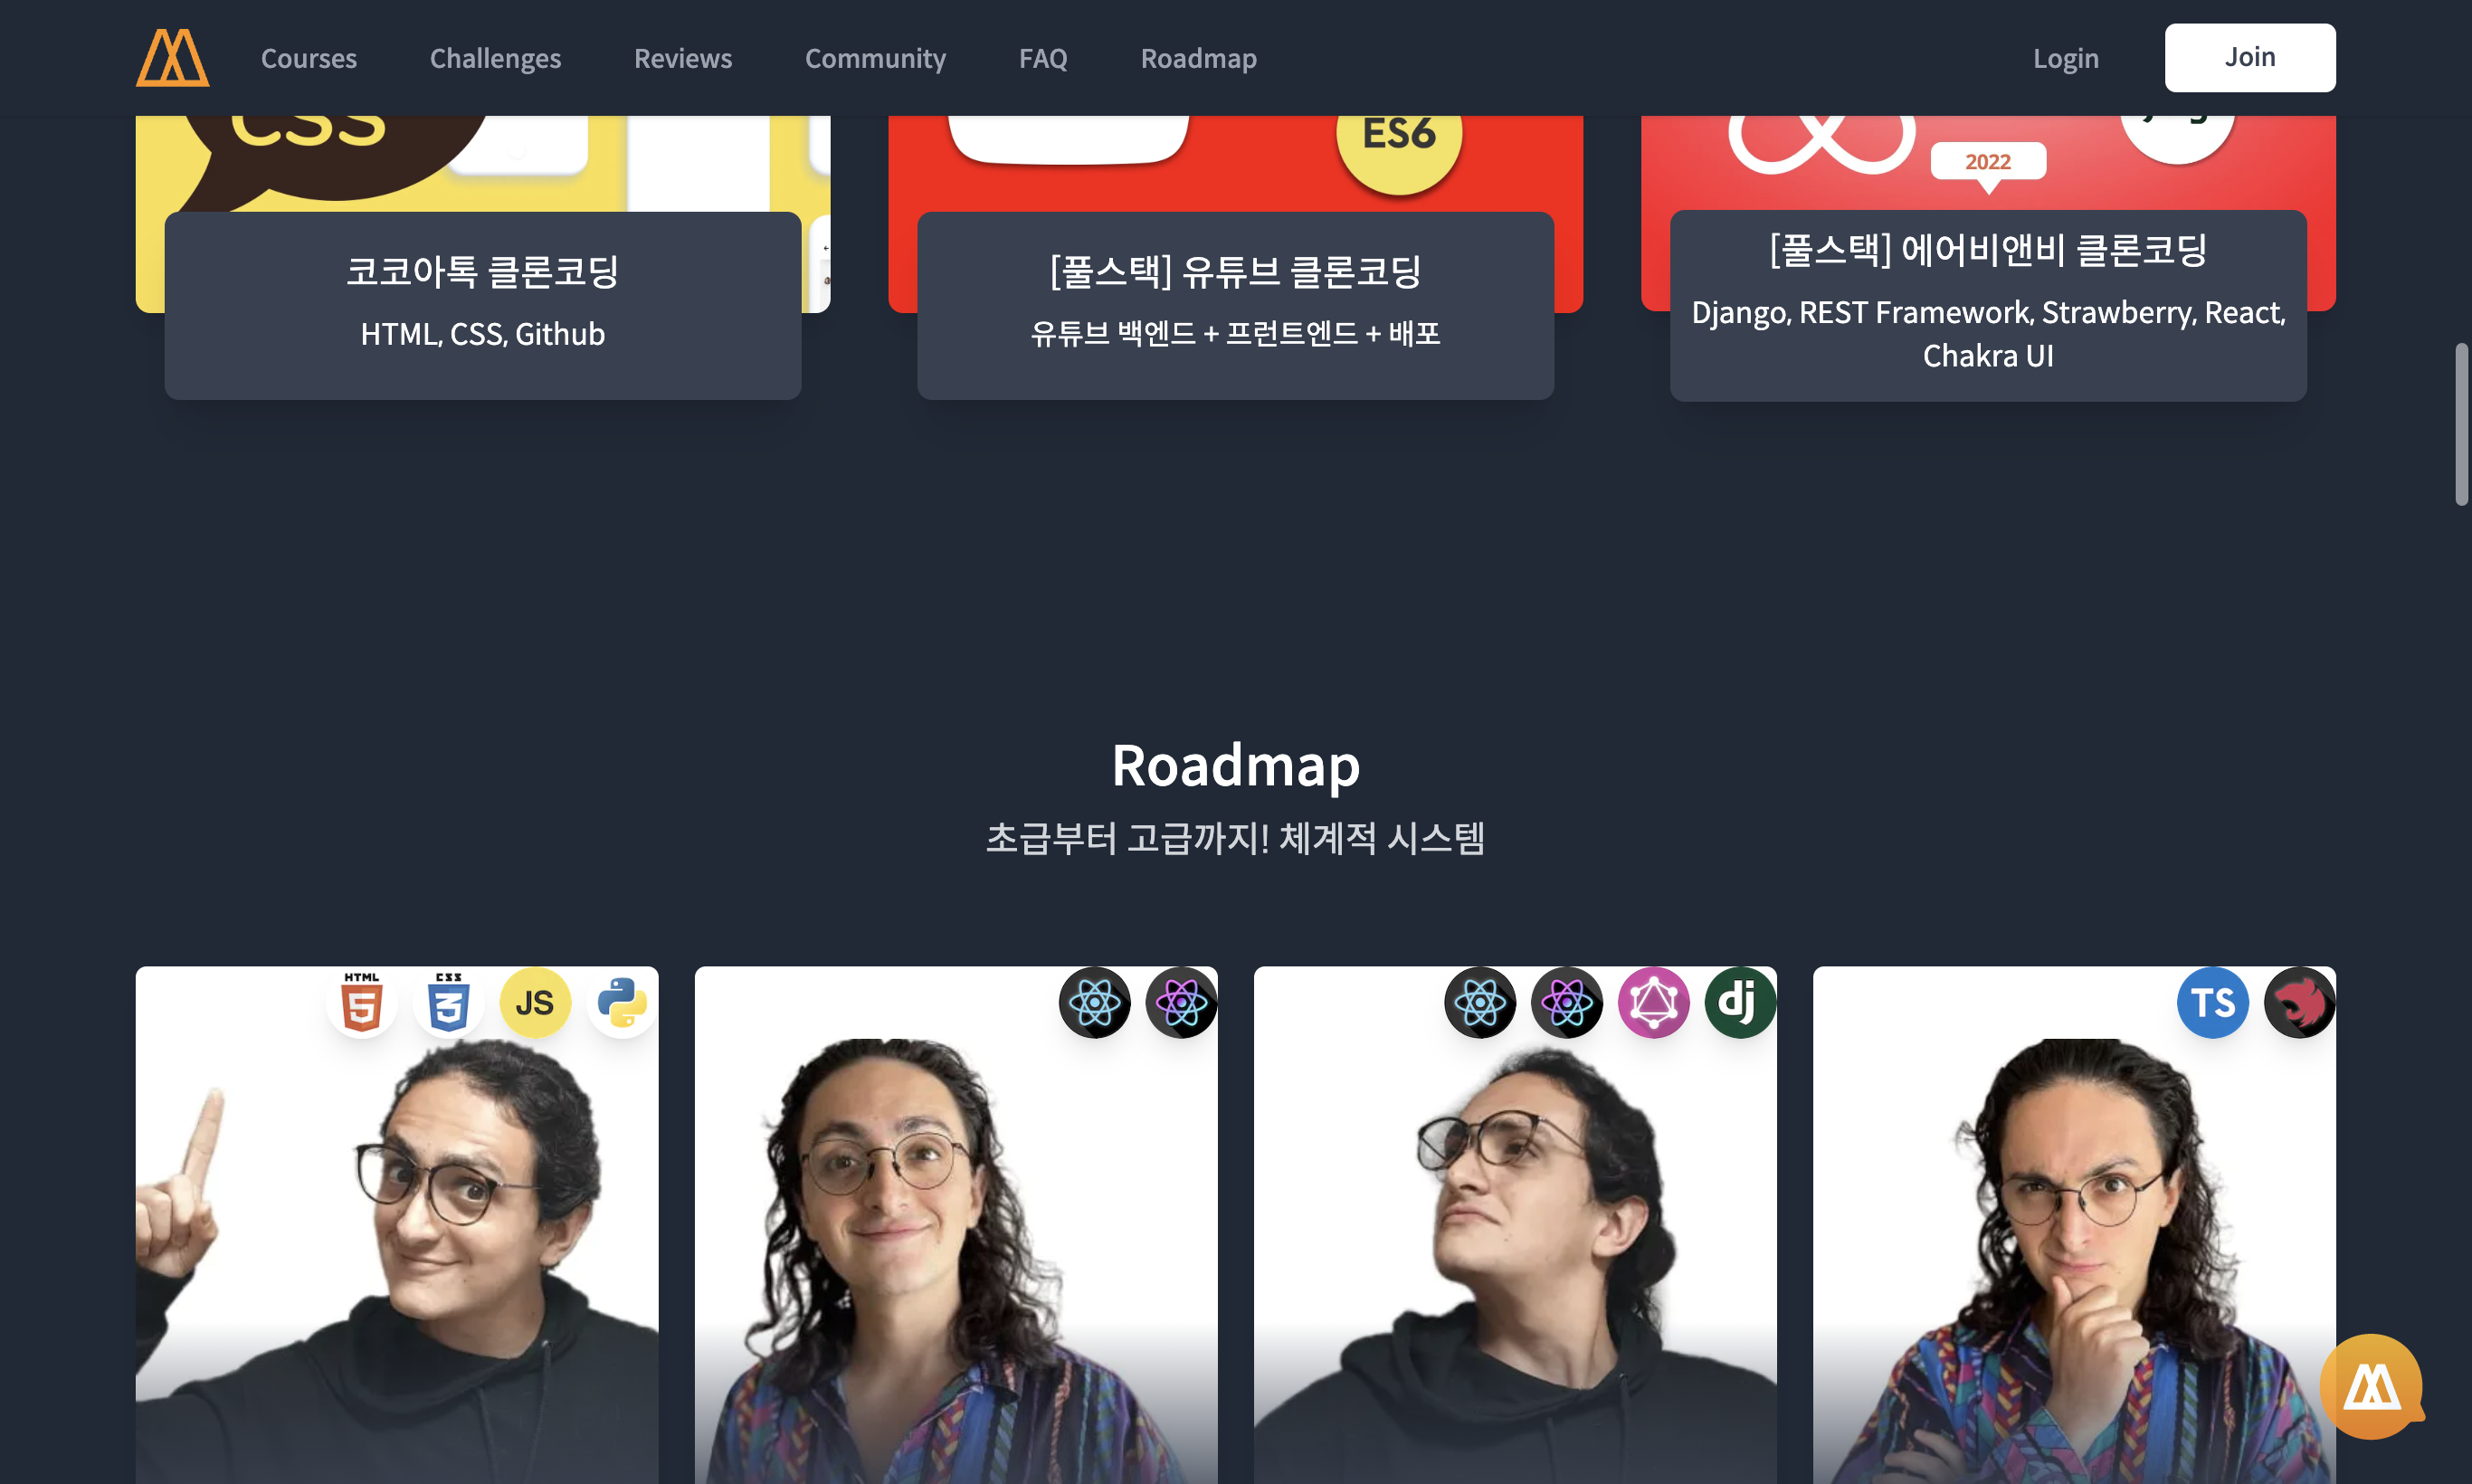 Courses Challenges Reviews Community FAQ Roadmap Login Join
CSS
ES6
2022
코코아톡 클론코딩
HTML, CSS, Github
[풀스택] 유튜브 클론코딩
유튜브 백엔드 + 프런트엔드 + 배포
[풀스택] 에어비앤비 클론코딩
Django, REST Framework, Strawberry, React,
Chakra UI
Roadmap
초급부터 고급까지! 체계적 시스템
HTML
5
CSS
3
JS
dj
TS